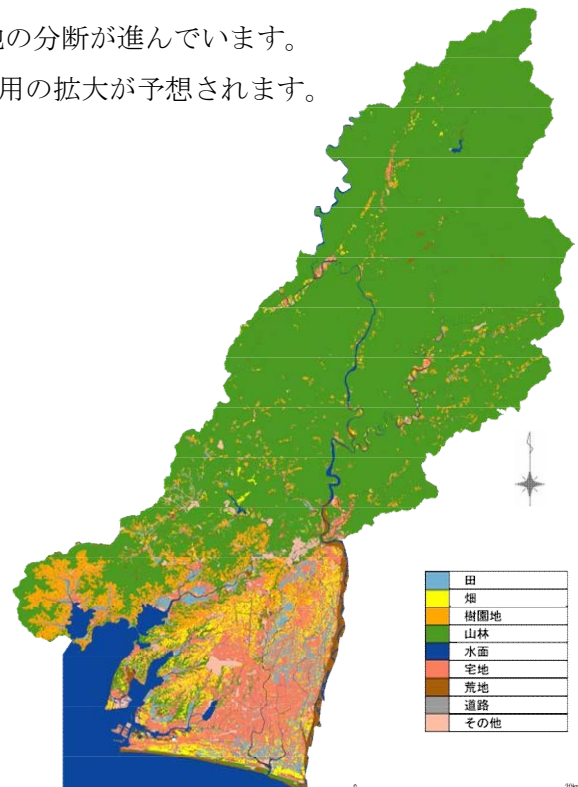 の分断が進んでいます。
用の拡大が予想されます。
田
畑
樹園地
山林
水面
宅地
荒地
道路
その他
0